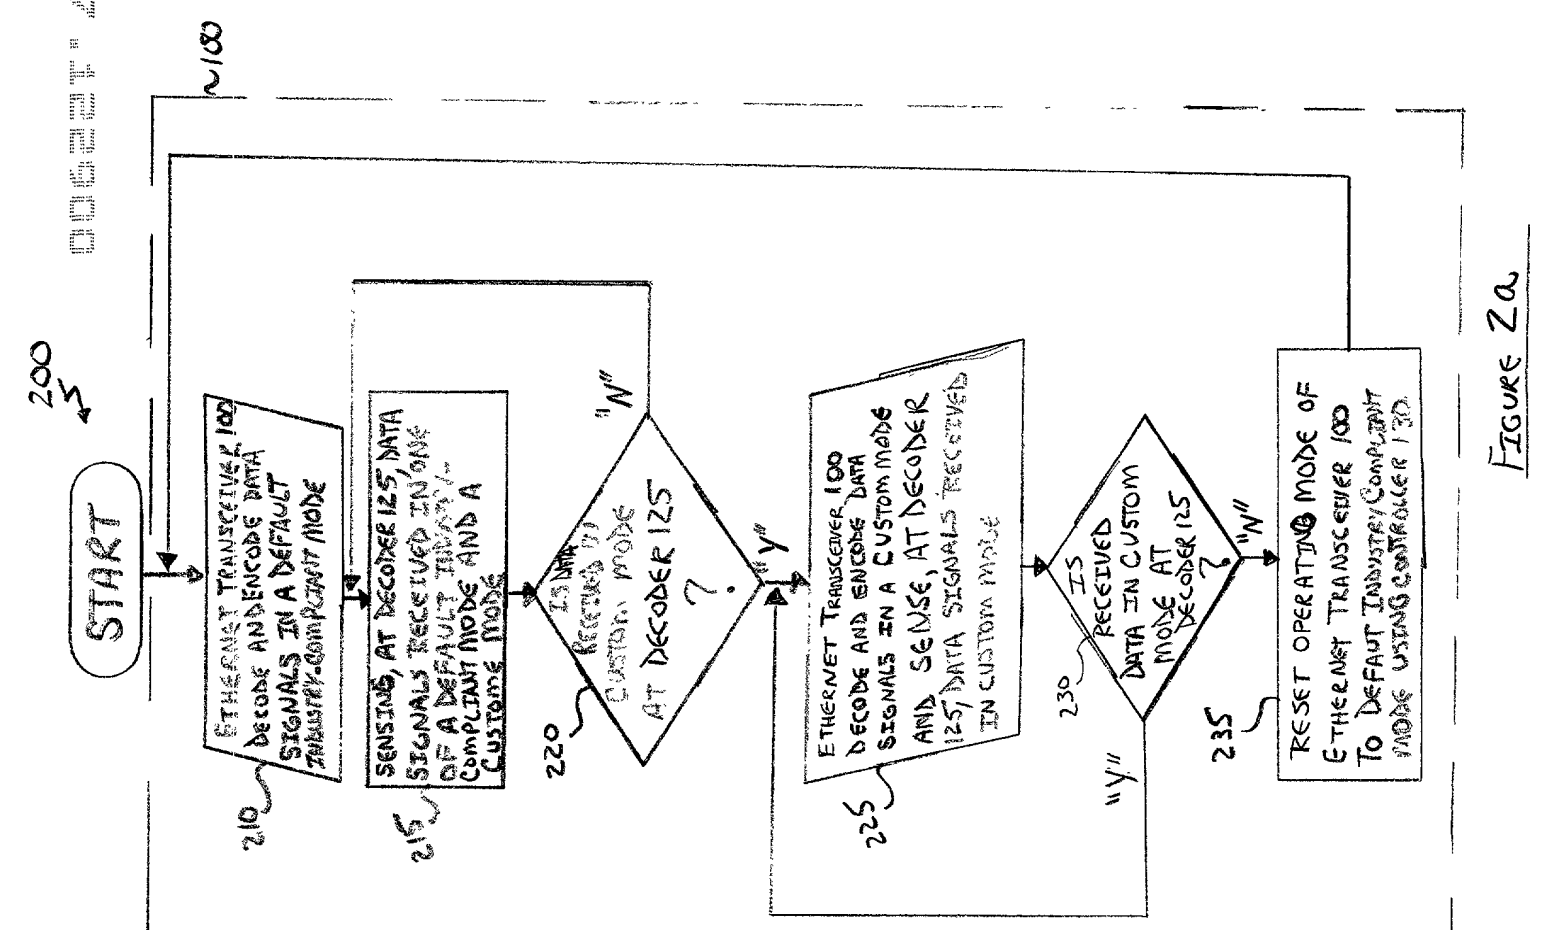 200
~100
START
210
ETHERNET TRANSCEIVER 100
DECODE AND ENCODE DATA
SIGNALS IN A DEFAULT
INDUSTRY-COMPLIANT MODE
215
SENSING, AT DECODER 125, DATA
SIGNALS RECEIVED IN ONE
OF A DEFAULT INDUSTRY-
COMPLIANT MODE AND A
CUSTOME MODE
220
IS DATA
RECEIVED IN
CUSTOM MODE
AT DECODER 125
?
"N"
"Y"
225
ETHERNET TRANSCEIVER 100
DECODE AND ENCODE DATA
SIGNALS IN A CUSTOM MODE
AND SENSE, AT DECODER
125, DATA SIGNALS RECEIVED
IN CUSTOM MODE
230
IS
RECEIVED
DATA IN CUSTOM
MODE AT
DECODER 125
?
"Y"
"N"
235
RESET OPERATING MODE OF
ETHERNET TRANSCEIVER 100
TO DEFAUT INDUSTRY COMPLIANT
MODE USING CONTROLLER 130.
FIGURE 2a